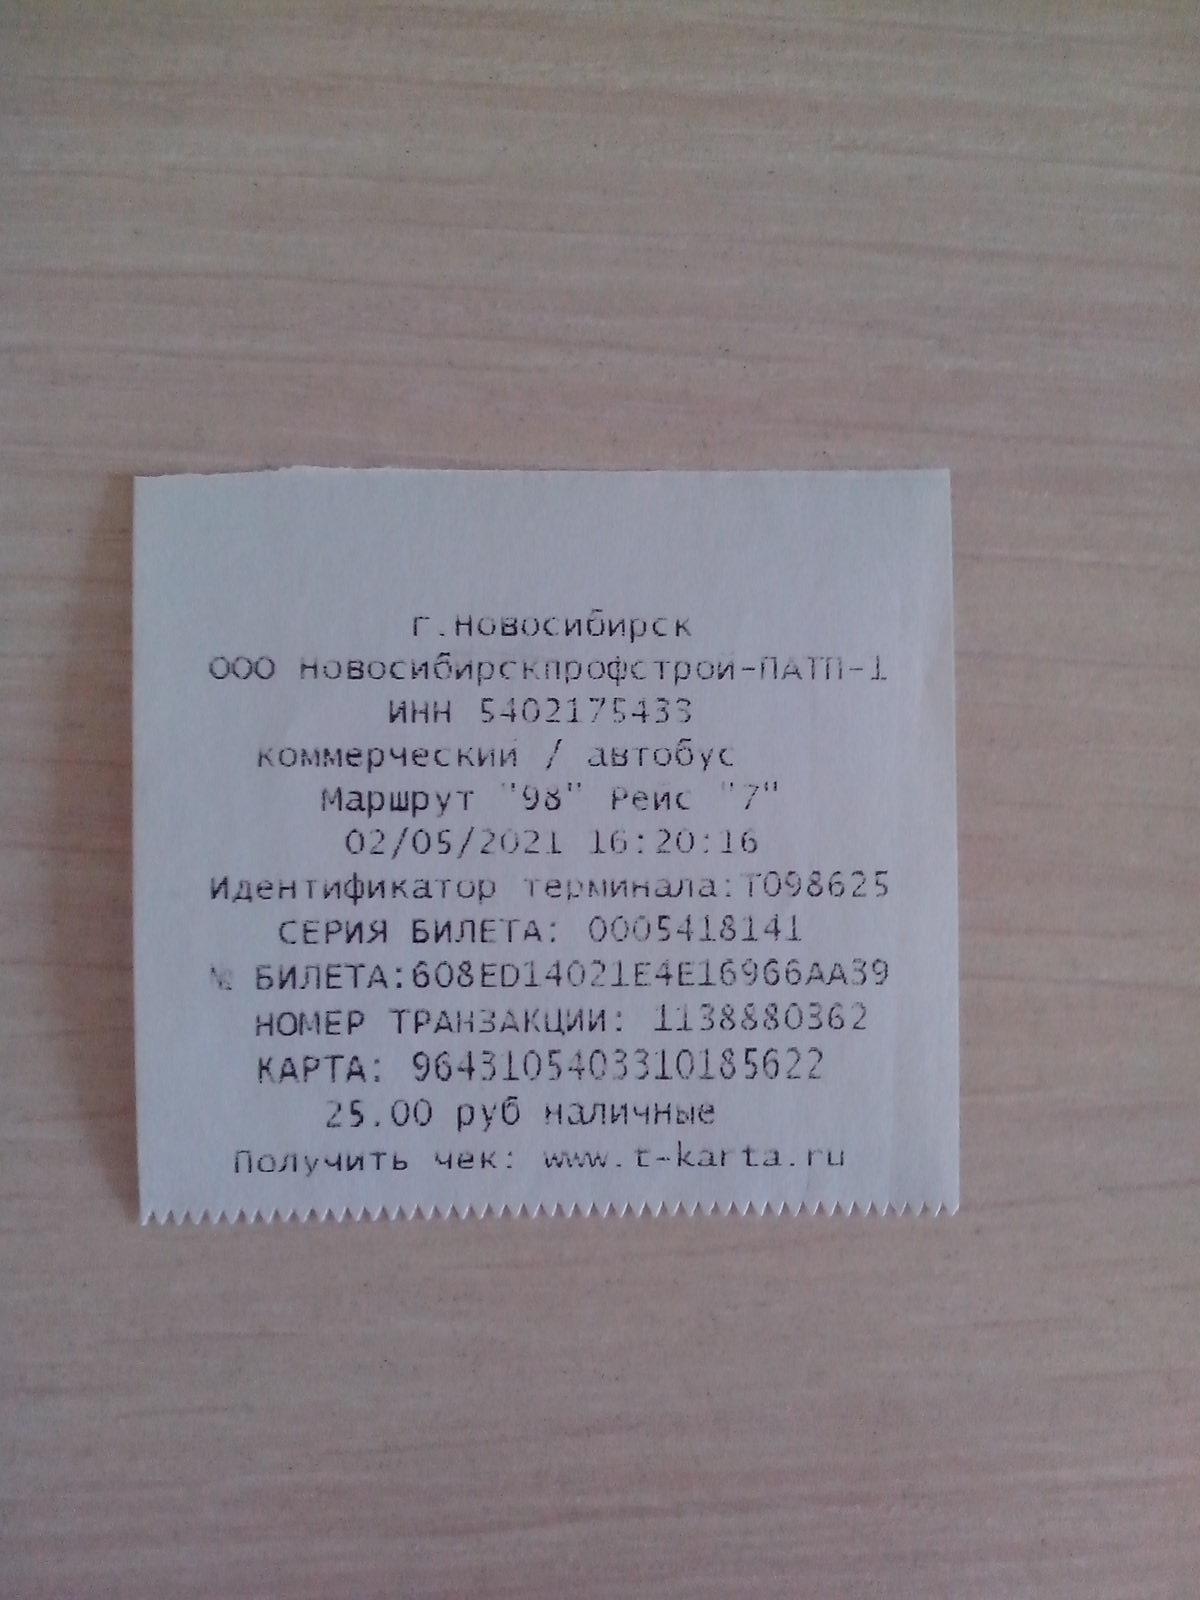 г.Новосибирск
ООО Новосибирскпрофстрой-ПАТП-1
ИНН 5402175433
коммерческий / автобус
Маршрут "98" Рейс "7"
02/05/2021 16:20:16
Идентификатор терминала:T098625
СЕРИЯ БИЛЕТА: 0005418141
№ БИЛЕТА:608ED14021E4E16966AA39
НОМЕР ТРАНЗАКЦИИ: 1138880362
КАРТА: 9643105403310185622
25.00 руб наличные
Получить чек: www.t-karta.ru